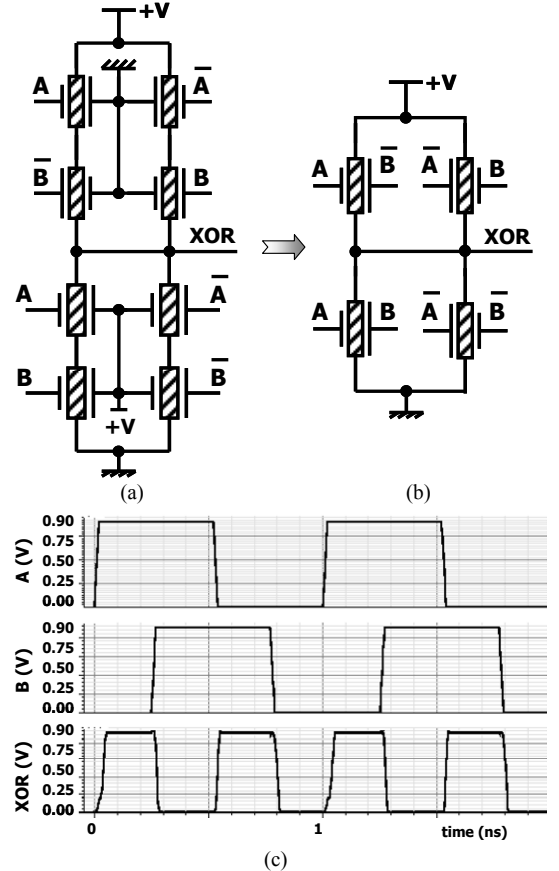 +V
+V
A A̅
B̅ B
A B̅ A̅ B
XOR
XOR
A A̅
A B A̅ B̅
B B̅
+V
(a)
(b)
A (V)
0.90
0.75
0.50
0.25
0.00
B (V)
0.90
0.75
0.50
0.25
0.00
XOR (V)
0.90
0.75
0.50
0.25
0.00
0 1 time (ns)
(c)